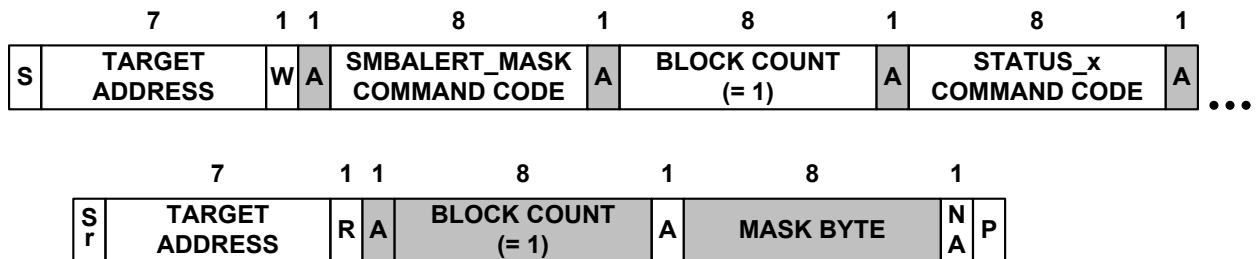 7 1 1 8 1 8 1 8 1
S TARGET ADDRESS W A SMBALERT_MASK COMMAND CODE A BLOCK COUNT (= 1) A STATUS_x COMMAND CODE A •••
7 1 1 8 1 8 1
Sr TARGET ADDRESS R A BLOCK COUNT (= 1) A MASK BYTE NA P